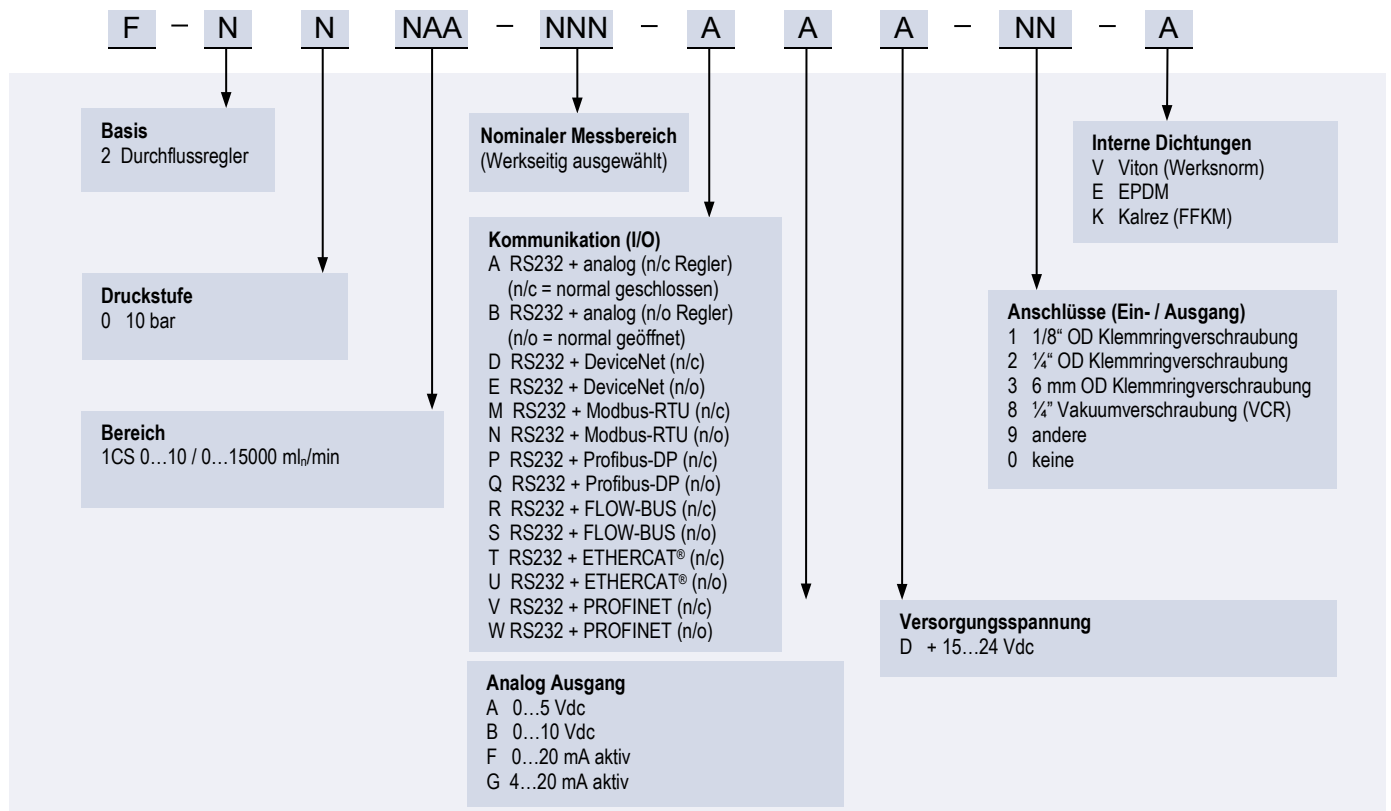 F – N N NAA – NNN – A A A – NN – A
Basis
2 Durchflussregler
Druckstufe
0 10 bar
Bereich
1CS 0…10 / 0…15000 mlₙ/min
Nominaler Messbereich
(Werkseitig ausgewählt)
Kommunikation (I/O)
A RS232 + analog (n/c Regler)
(n/c = normal geschlossen)
B RS232 + analog (n/o Regler)
(n/o = normal geöffnet)
D RS232 + DeviceNet (n/c)
E RS232 + DeviceNet (n/o)
M RS232 + Modbus-RTU (n/c)
N RS232 + Modbus-RTU (n/o)
P RS232 + Profibus-DP (n/c)
Q RS232 + Profibus-DP (n/o)
R RS232 + FLOW-BUS (n/c)
S RS232 + FLOW-BUS (n/o)
T RS232 + ETHERCAT® (n/c)
U RS232 + ETHERCAT® (n/o)
V RS232 + PROFINET (n/c)
W RS232 + PROFINET (n/o)
Analog Ausgang
A 0…5 Vdc
B 0…10 Vdc
F 0…20 mA aktiv
G 4…20 mA aktiv
Interne Dichtungen
V Viton (Werksnorm)
E EPDM
K Kalrez (FFKM)
Anschlüsse (Ein- / Ausgang)
1 1/8“ OD Klemmringverschraubung
2 ¼“ OD Klemmringverschraubung
3 6 mm OD Klemmringverschraubung
8 ¼” Vakuumverschraubung (VCR)
9 andere
0 keine
Versorgungsspannung
D + 15…24 Vdc